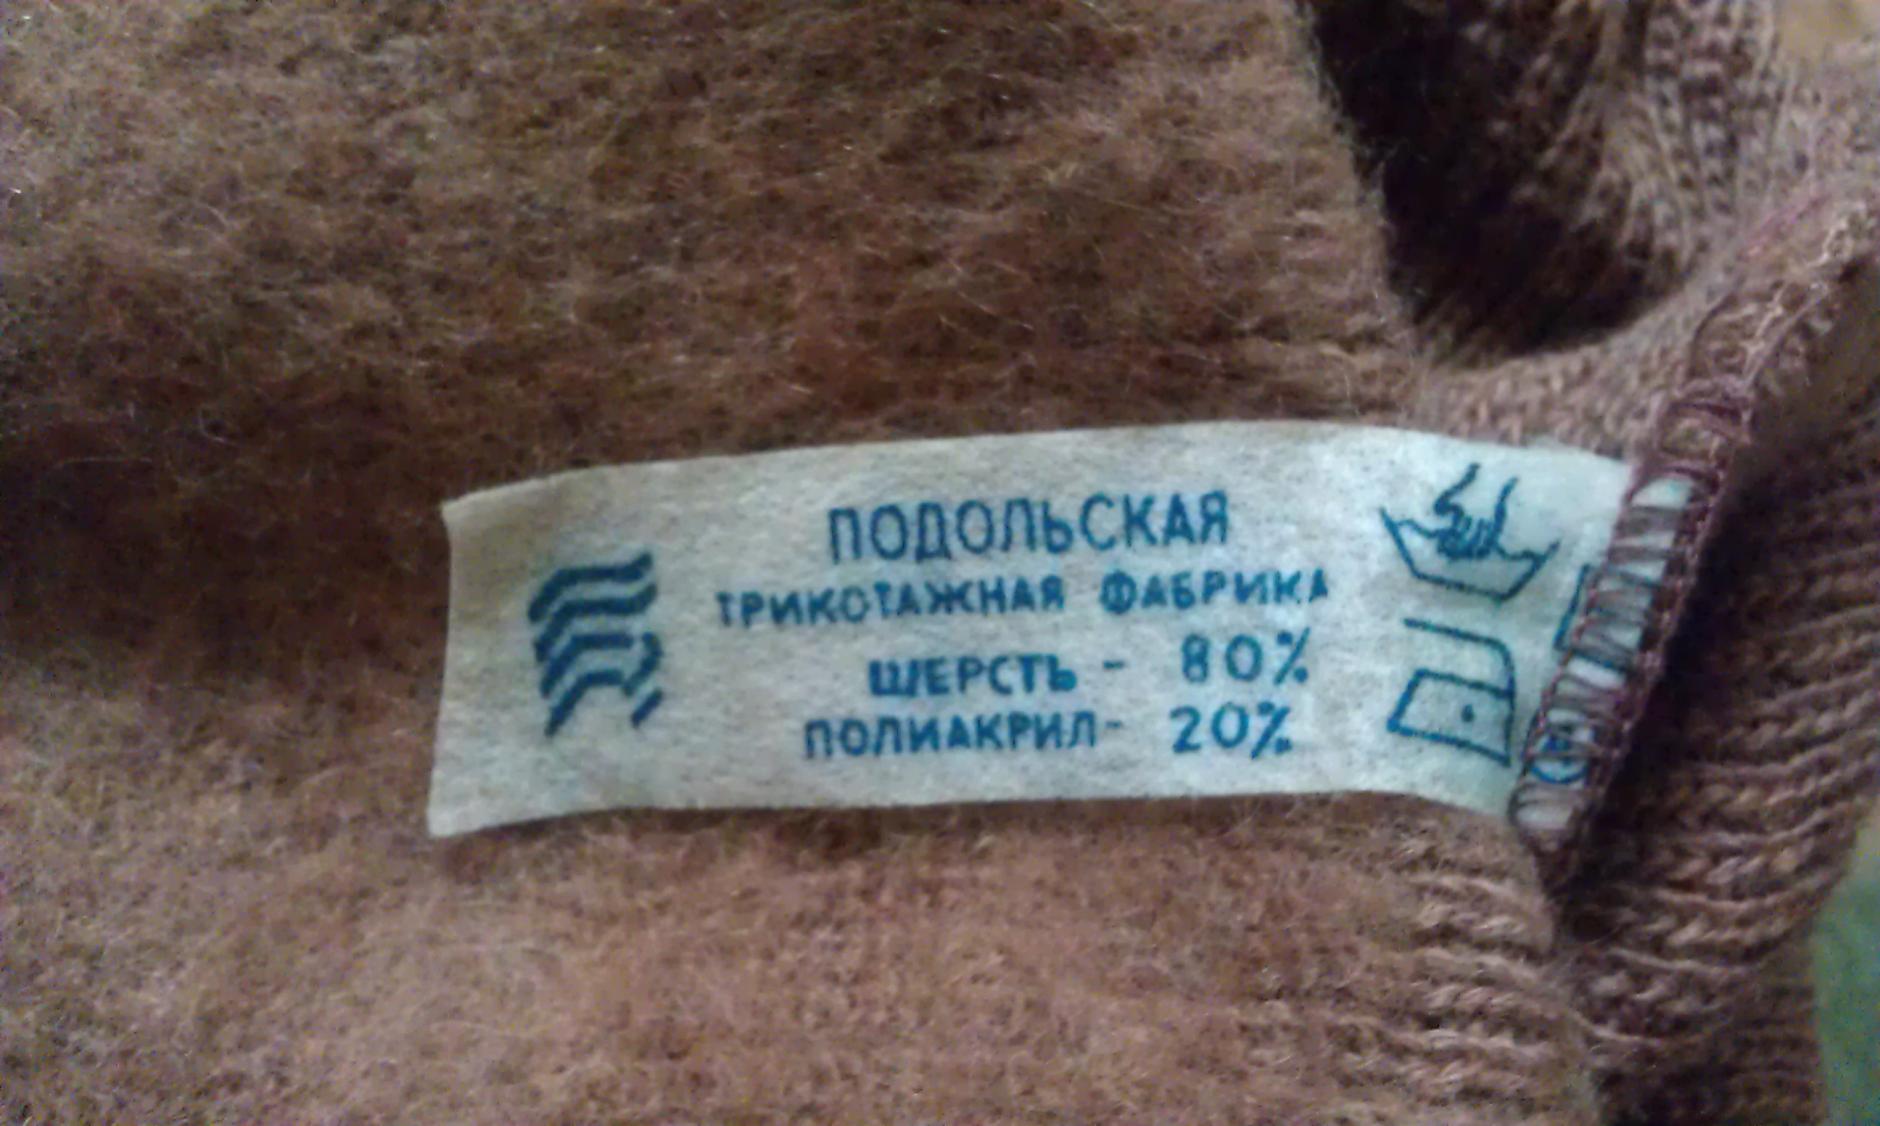 ПОДОЛЬСКАЯ
ТРИКОТАЖНАЯ ФАБРИКА
ШЕРСТЬ - 80%
ПОЛИАКРИЛ- 20%